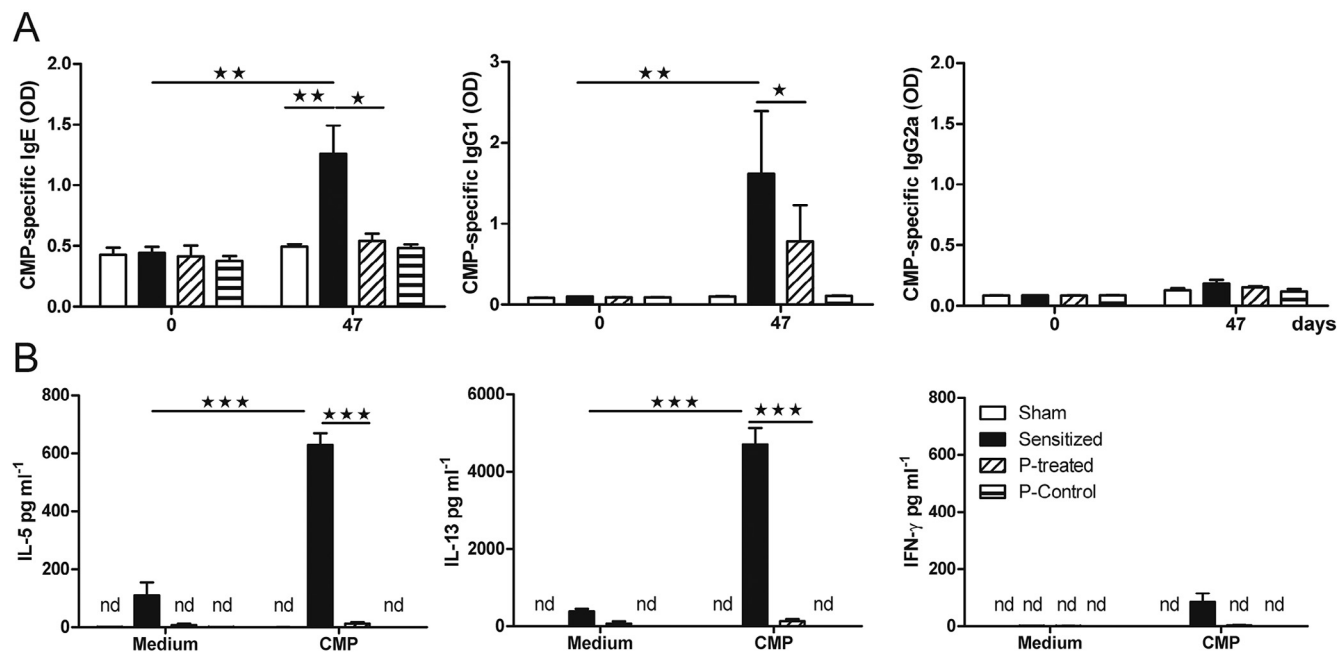 A
CMP-specific IgE (OD)
2.0
1.5
1.0
0.5
0.0
★★
★★ ★
0 47
CMP-specific IgG1 (OD)
3
2
1
0
★★
★
0 47
CMP-specific IgG2a (OD)
2.0
1.5
1.0
0.5
0.0
0 47 days
B
IL-5 pg ml-1
800
600
400
200
0
★★★
★★★
nd nd nd nd nd
Medium CMP
IL-13 pg ml-1
6000
4000
2000
0
★★★
★★★
nd nd nd nd
Medium CMP
IFN-γ pg ml-1
800
600
400
200
0
Sham
Sensitized
P-treated
P-Control
nd nd nd nd nd nd nd
Medium CMP